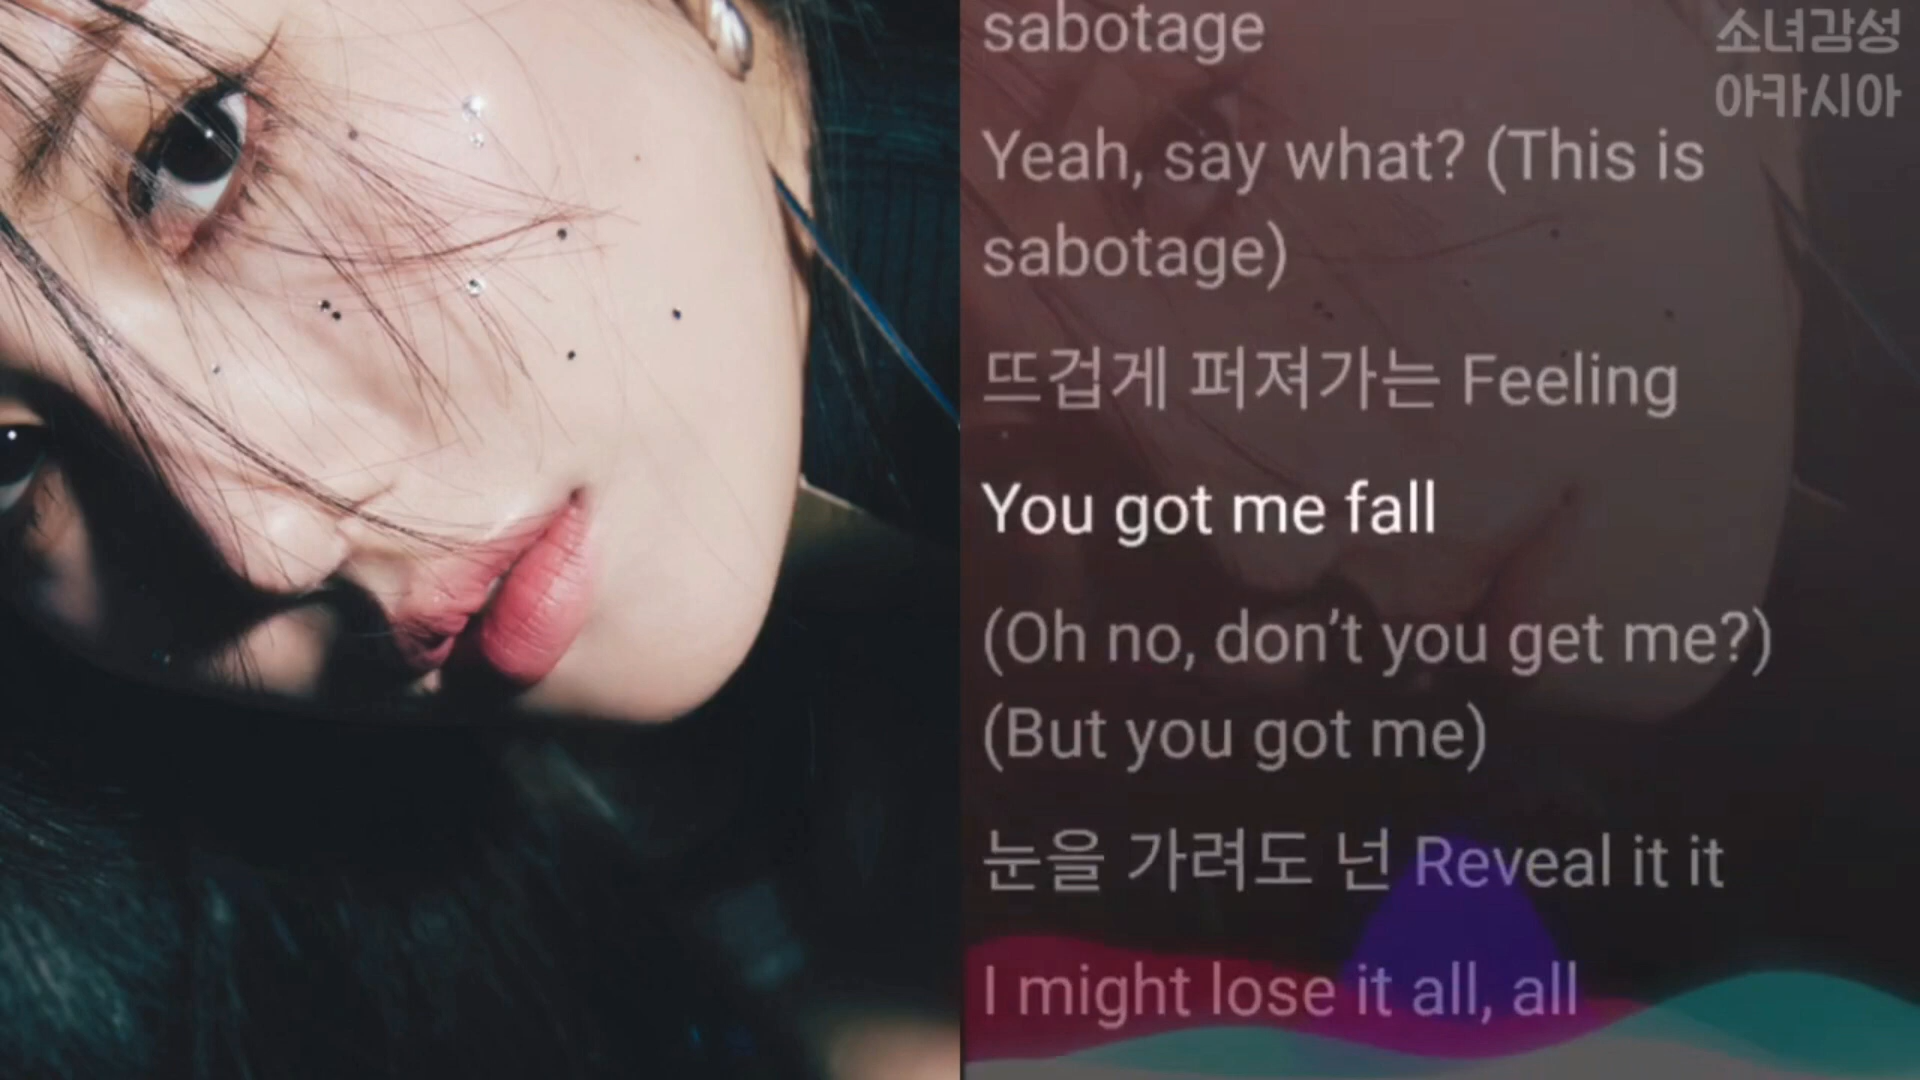 소녀감성
아카시아
sabotage
Yeah, say what? (This is
sabotage)
뜨겁게 퍼져가는 Feeling
You got me fall
(Oh no, don’t you get me?)
(But you got me)
눈을 가려도 넌 Reveal it it
I might lose it all, all